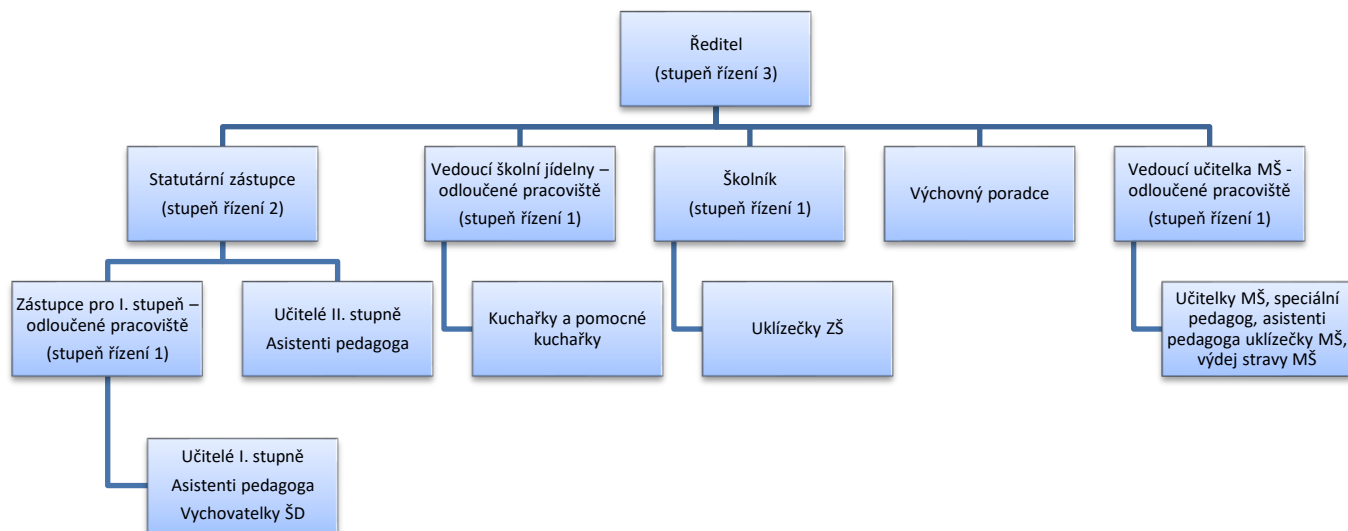 Ředitel
(stupeň řízení 3)
Statutární zástupce
(stupeň řízení 2)
Vedoucí školní jídelny –
odloučené pracoviště
(stupeň řízení 1)
Školník
(stupeň řízení 1)
Výchovný poradce
Vedoucí učitelka MŠ -
odloučené pracoviště
(stupeň řízení 1)
Zástupce pro I. stupeň –
odloučené pracoviště
(stupeň řízení 1)
Učitelé II. stupně
Asistenti pedagoga
Kuchařky a pomocné
kuchařky
Uklízečky ZŠ
Učitelky MŠ, speciální
pedagog, asistenti
pedagoga uklízečky MŠ,
výdej stravy MŠ
Učitelé I. stupně
Asistenti pedagoga
Vychovatelky ŠD